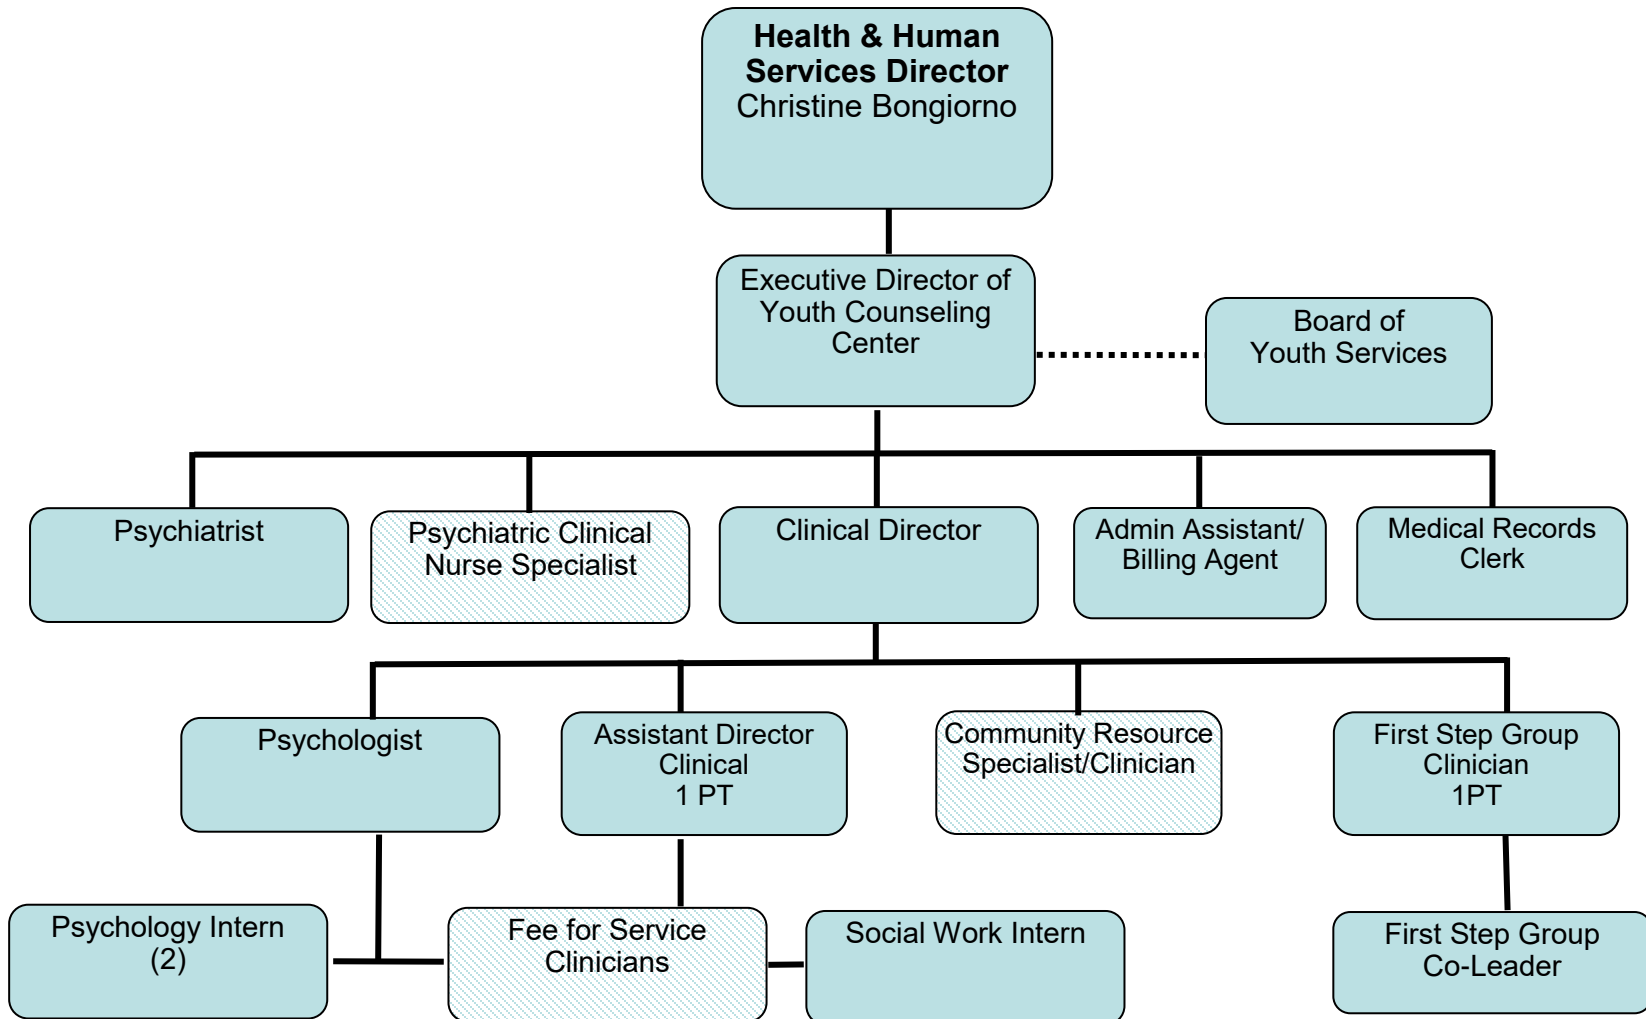 Health & Human
Services Director
Christine Bongiorno
Executive Director of
Youth Counseling
Center
Board of
Youth Services
Psychiatrist
Psychiatric Clinical
Nurse Specialist
Clinical Director
Admin Assistant/
Billing Agent
Medical Records
Clerk
Psychologist
Assistant Director
Clinical
1 PT
Community Resource
Specialist/Clinician
First Step Group
Clinician
1PT
Psychology Intern
(2)
Fee for Service
Clinicians
Social Work Intern
First Step Group
Co-Leader